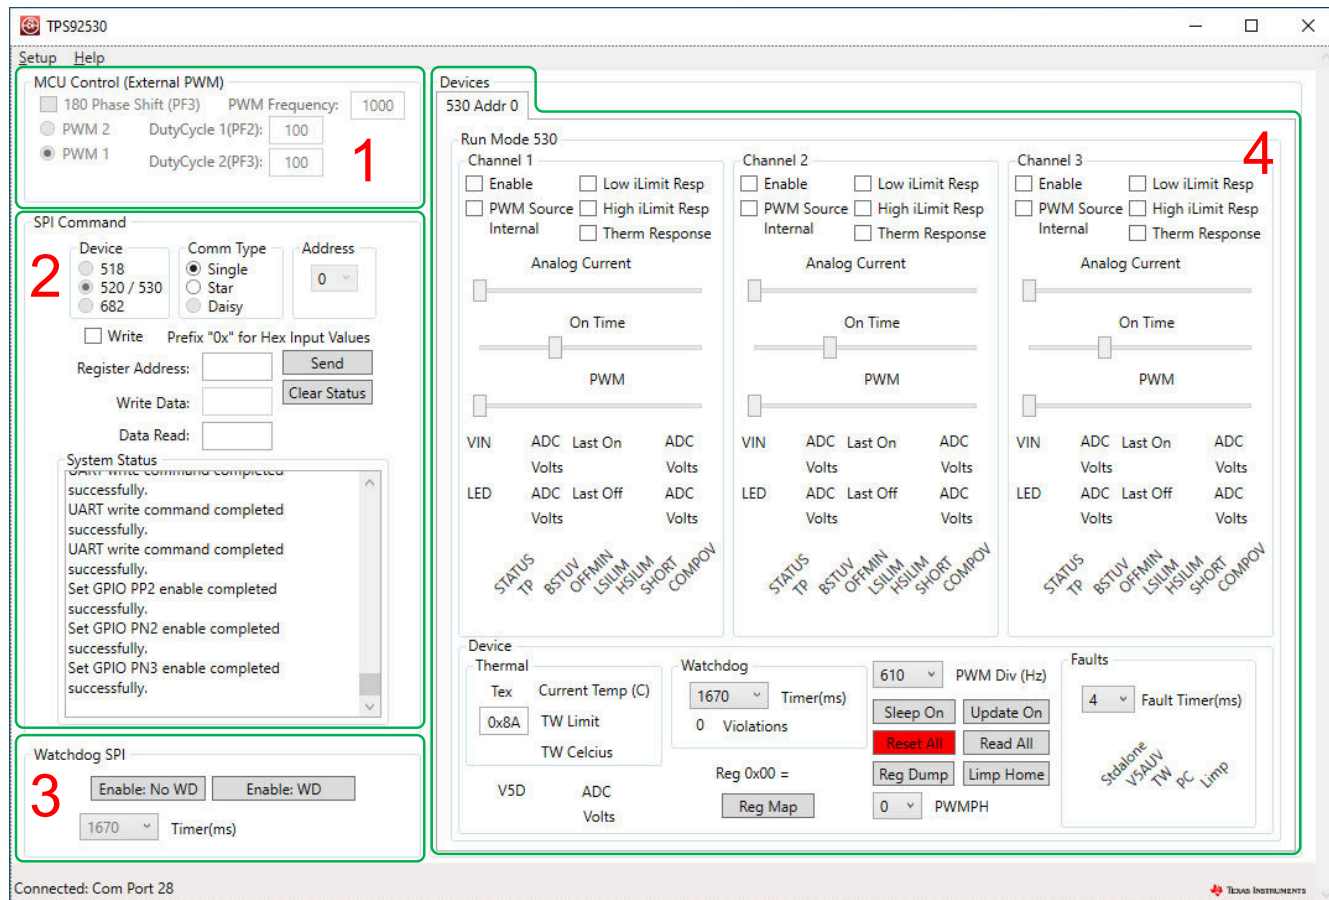 TPS92530
Setup Help
MCU Control (External PWM)
180 Phase Shift (PF3) PWM Frequency: 1000
PWM 2 DutyCycle 1(PF2): 100
PWM 1 DutyCycle 2(PF3): 100
1
SPI Command
2
Device Comm Type Address
518 Single
520 / 530 Star 0
682 Daisy
Write Prefix "0x" for Hex Input Values
Register Address: Send
Write Data: Clear Status
Data Read:
System Status
UART write command completed
successfully.
UART write command completed
successfully.
UART write command completed
successfully.
Set GPIO PP2 enable completed
successfully.
Set GPIO PN2 enable completed
successfully.
Set GPIO PN3 enable completed
successfully.
Watchdog SPI
3
Enable: No WD Enable: WD
1670 Timer(ms)
Devices
530 Addr 0
4
Run Mode 530
Channel 1
Enable Low iLimit Resp
PWM Source High iLimit Resp
Internal Therm Response
Analog Current
On Time
PWM
VIN ADC Last On ADC
Volts Volts
LED ADC Last Off ADC
Volts Volts
STATUS TP BSTUV OFFMIN LSILIM HSILIM SHORT COMPOV
Channel 2
Enable Low iLimit Resp
PWM Source High iLimit Resp
Internal Therm Response
Analog Current
On Time
PWM
VIN ADC Last On ADC
Volts Volts
LED ADC Last Off ADC
Volts Volts
STATUS TP BSTUV OFFMIN LSILIM HSILIM SHORT COMPOV
Channel 3
Enable Low iLimit Resp
PWM Source High iLimit Resp
Internal Therm Response
Analog Current
On Time
PWM
VIN ADC Last On ADC
Volts Volts
LED ADC Last Off ADC
Volts Volts
STATUS TP BSTUV OFFMIN LSILIM HSILIM SHORT COMPOV
Device
Thermal
Tex Current Temp (C)
0x8A TW Limit
TW Celcius
V5D ADC
Volts
Watchdog
1670 Timer(ms)
0 Violations
Reg 0x00 =
Reg Map
610 PWM Div (Hz)
Sleep On Update On
Reset All Read All
Reg Dump Limp Home
0 PWMPH
Faults
4 Fault Timer(ms)
Stdalone V5AUV TW PC Limp
Connected: Com Port 28
TEXAS INSTRUMENTS